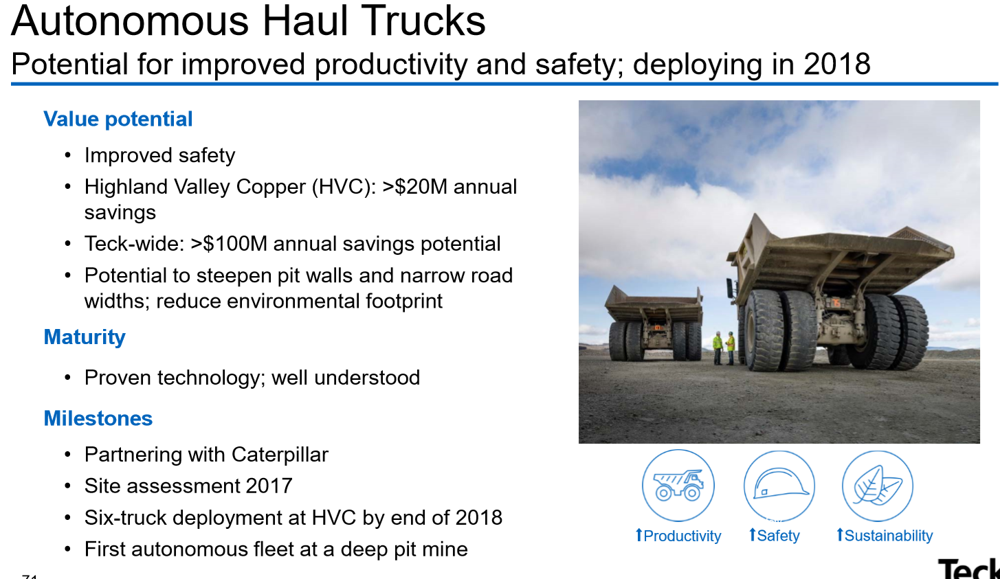 Autonomous Haul Trucks
Potential for improved productivity and safety; deploying in 2018
Value potential
• Improved safety
• Highland Valley Copper (HVC): >$20M annual
savings
• Teck-wide: >$100M annual savings potential
• Potential to steepen pit walls and narrow road
widths; reduce environmental footprint
Maturity
• Proven technology; well understood
Milestones
• Partnering with Caterpillar
• Site assessment 2017
• Six-truck deployment at HVC by end of 2018
• First autonomous fleet at a deep pit mine
↑Productivity
↑Safety
↑Sustainability
71
Teck